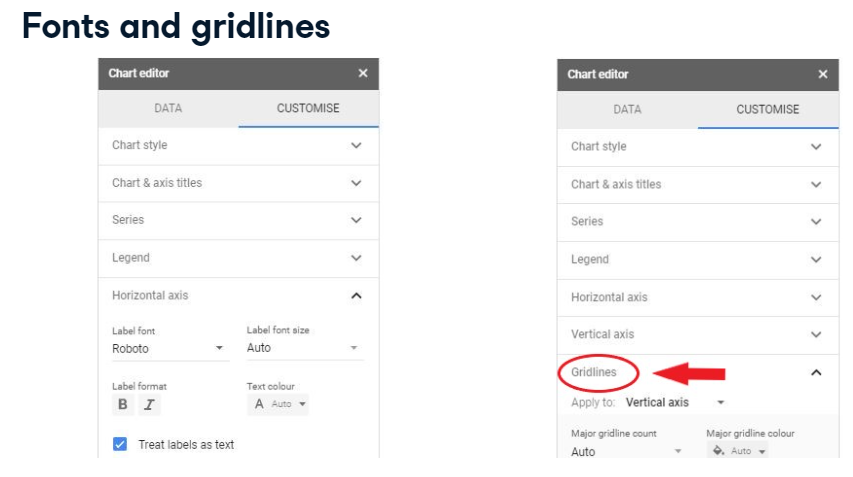 Fonts and gridlines
Chart editor
DATA CUSTOMISE
Chart style
Chart & axis titles
Series
Legend
Horizontal axis
Label font Label font size
Roboto Auto
Label format Text colour
B I A Auto
Treat labels as text
Chart editor
DATA CUSTOMISE
Chart style
Chart & axis titles
Series
Legend
Horizontal axis
Vertical axis
Gridlines
Apply to: Vertical axis
Major gridline count Major gridline colour
Auto Auto